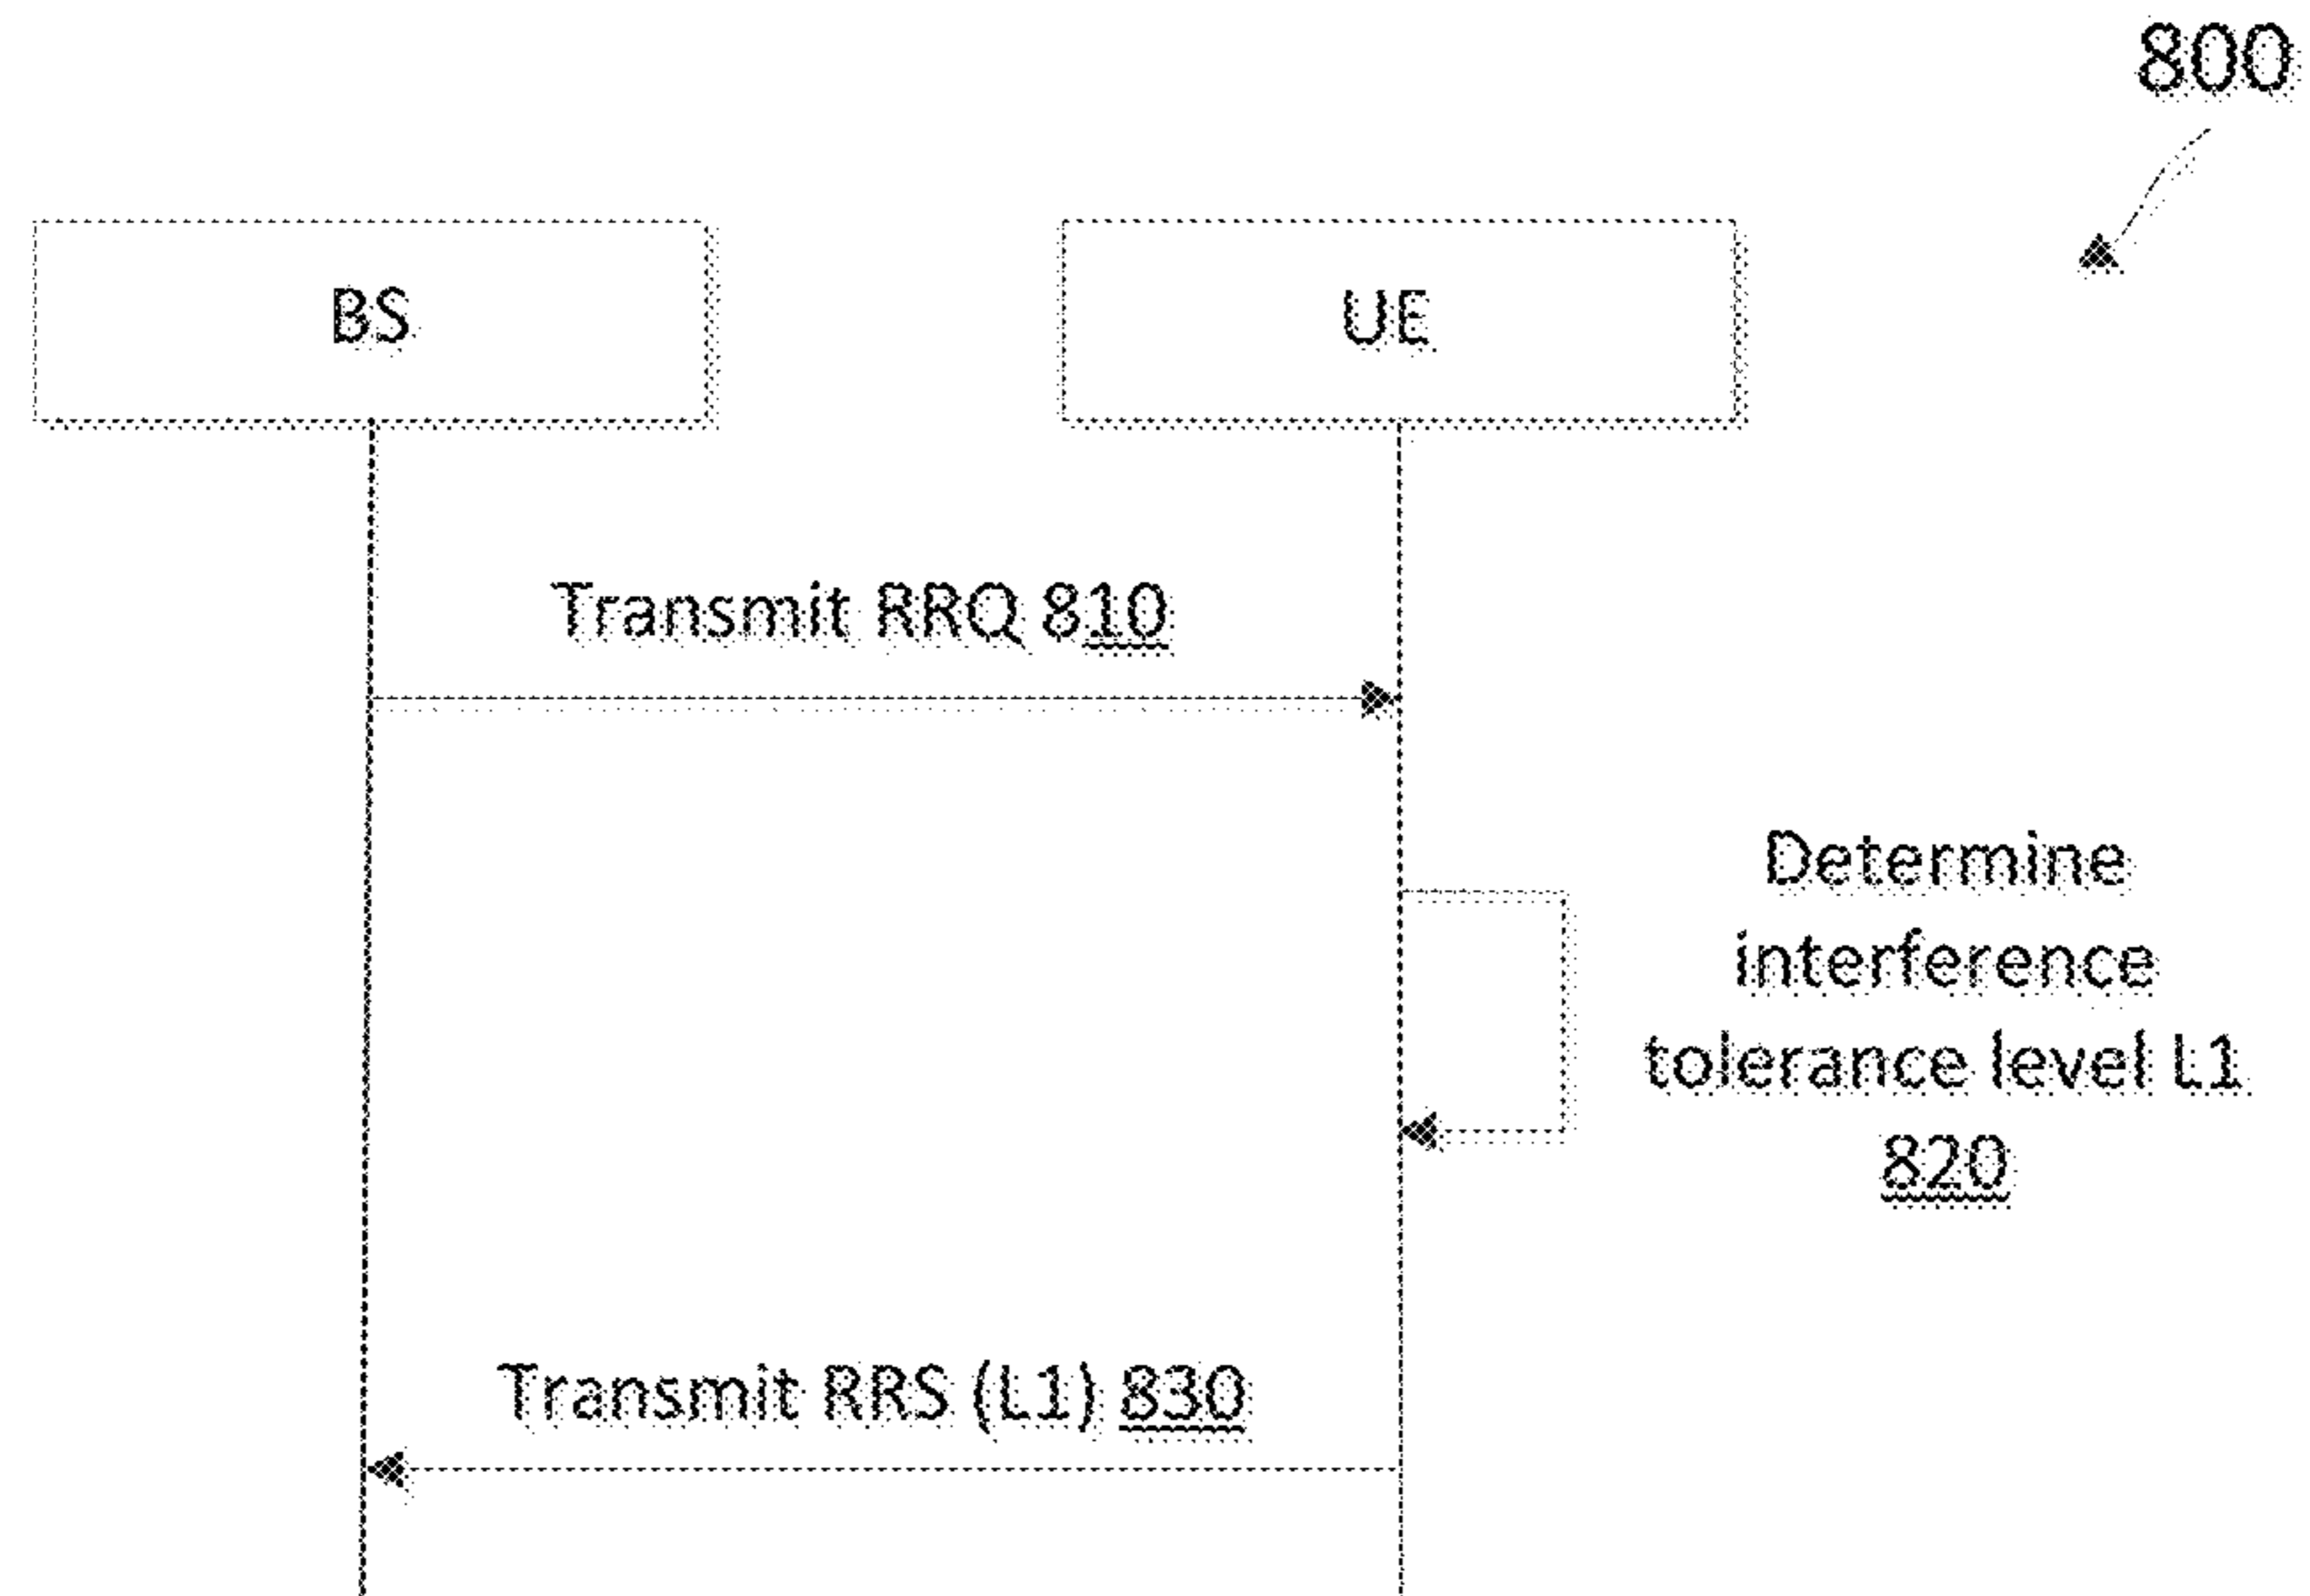 800
BS
UE
Transmit RRQ 810
Determine
interference
tolerance level L1
820
Transmit RRS (L1) 830